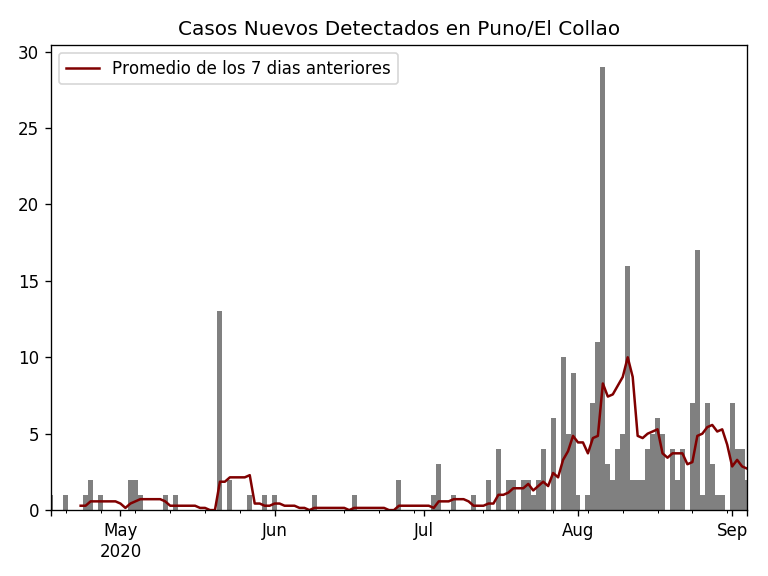 Casos Nuevos Detectados en Puno/El Collao
Promedio de los 7 dias anteriores
30
25
20
15
10
5
0
May Jun Jul Aug Sep
2020